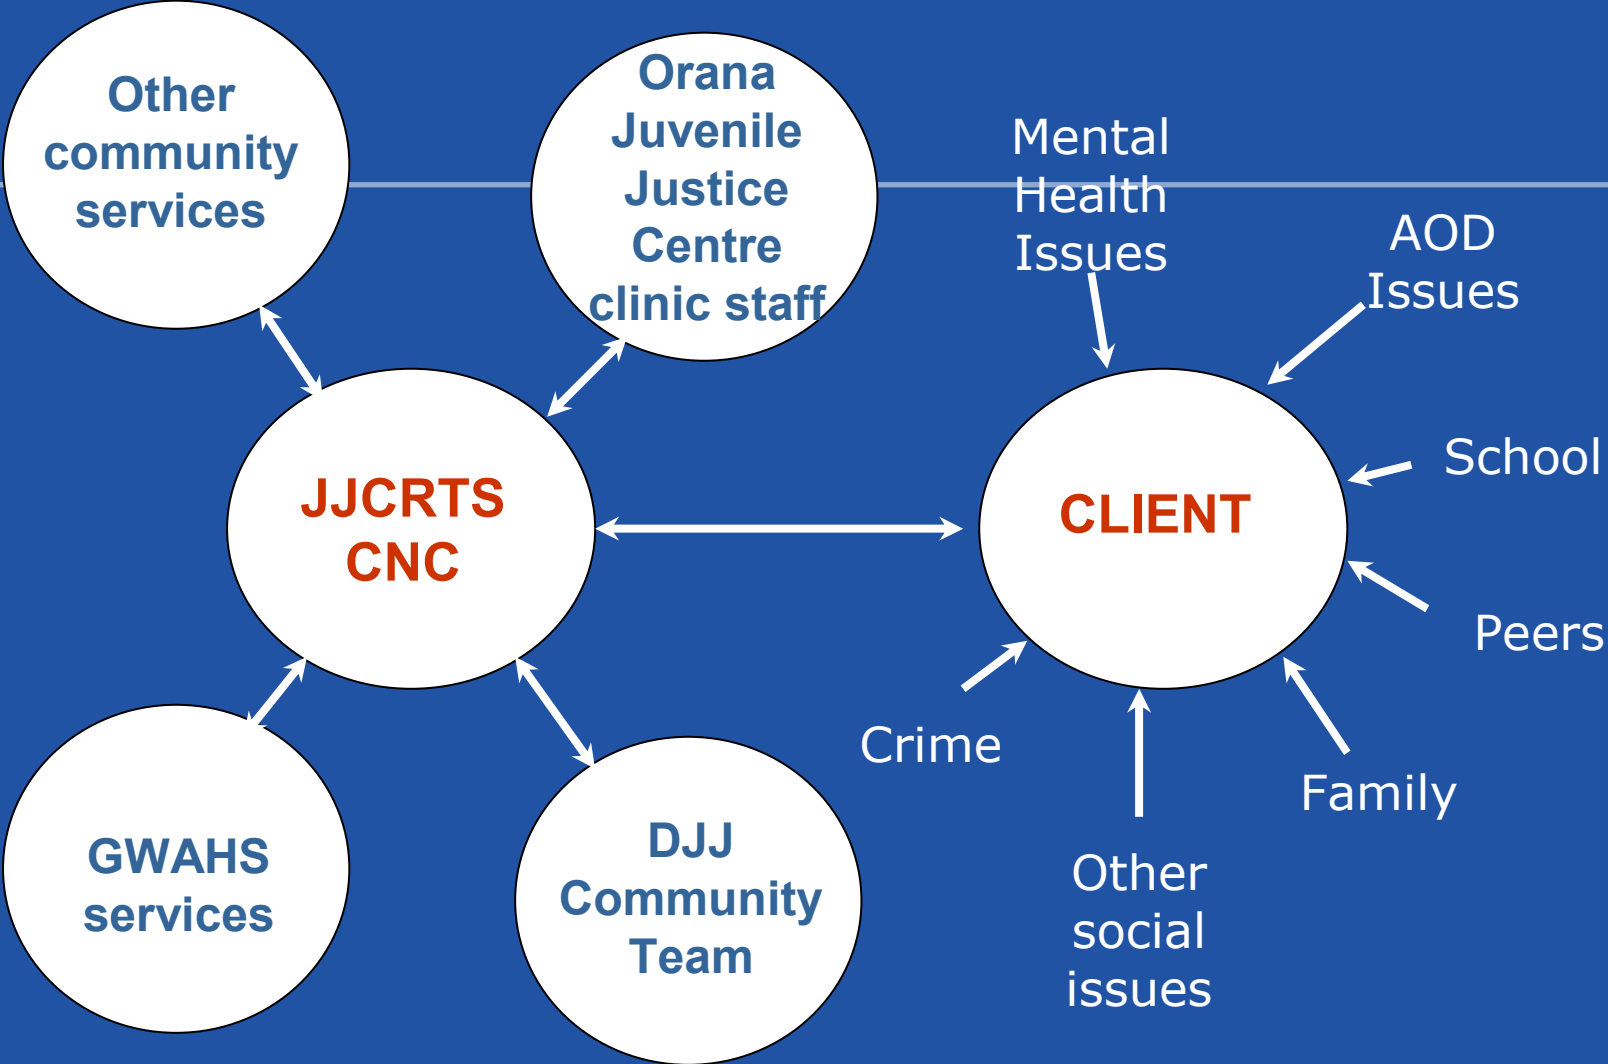 Other
community
services
Orana
Juvenile
Justice
Centre
clinic staff
Mental
Health
Issues
AOD
Issues
School
JJCRTS
CNC
CLIENT
Peers
Crime
Family
GWAHS
services
DJJ
Community
Team
Other
social
issues